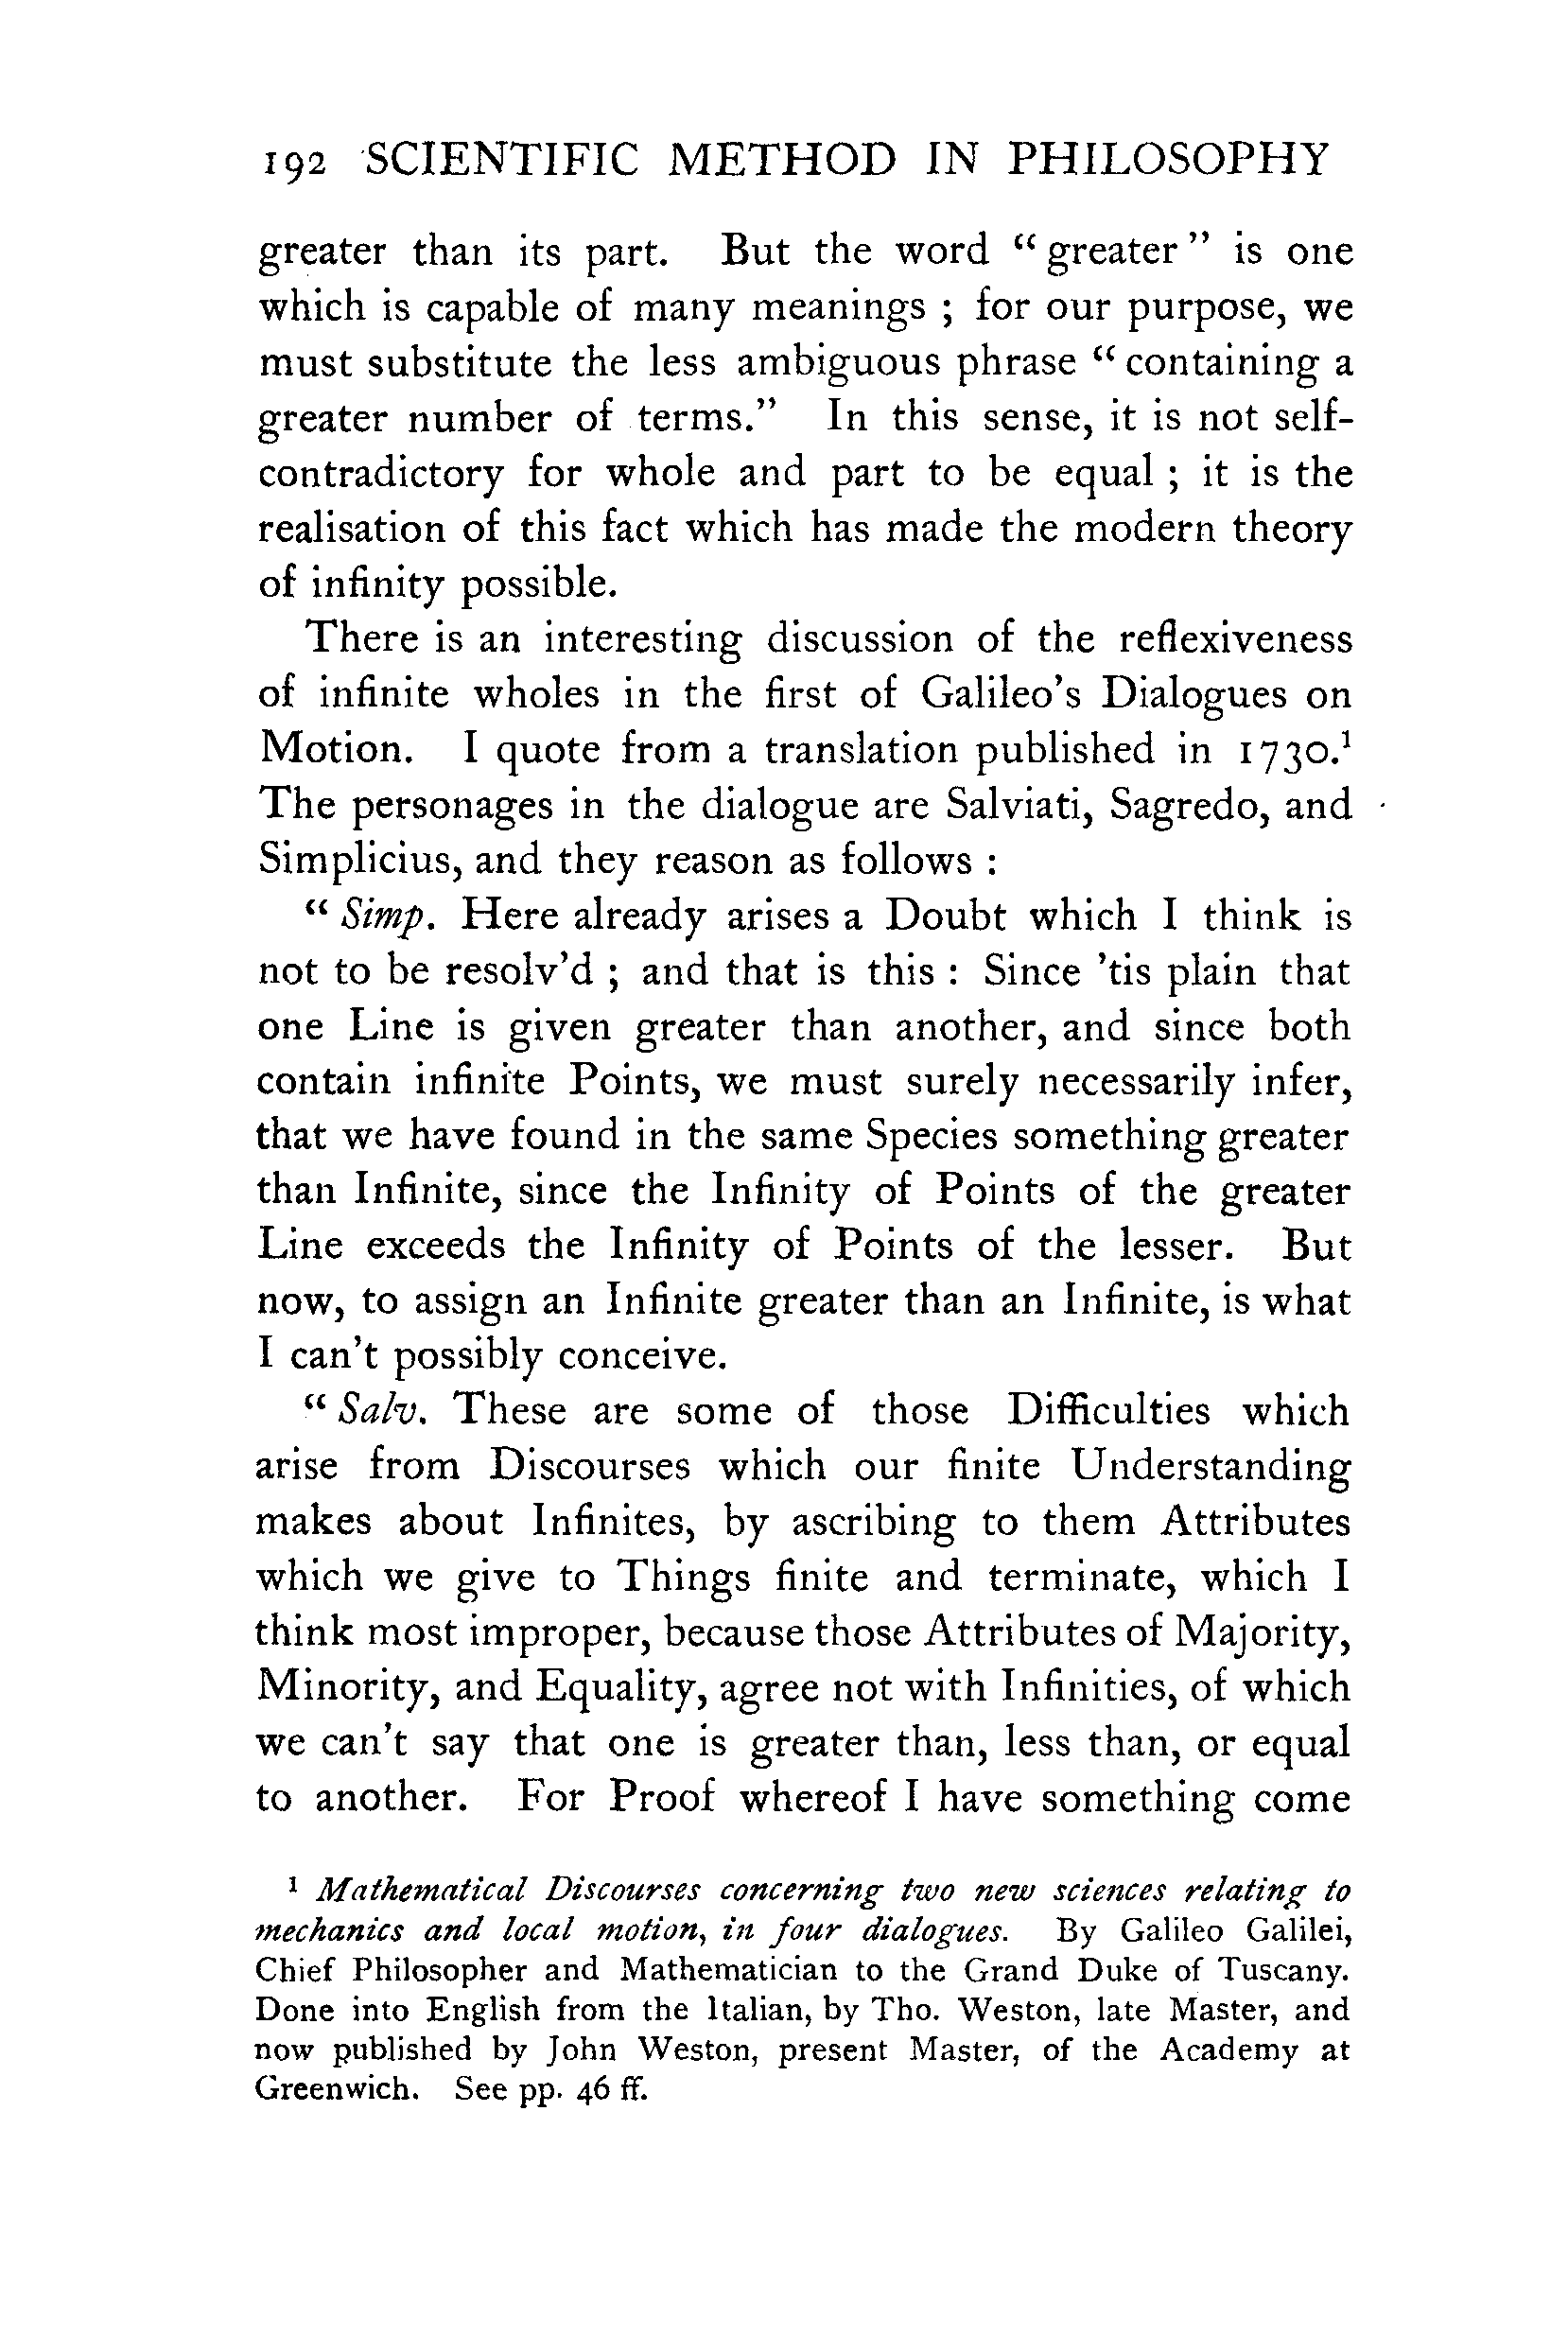 192 SCIENTIFIC METHOD IN PHILOSOPHY
greater than its part. But the word “ greater ” is one
which is capable of many meanings ; for our purpose, we
must substitute the less ambiguous phrase “ containing a
greater number of terms.” In this sense, it is not self-
contradictory for whole and part to be equal ; it is the
realisation of this fact which has made the modern theory
of infinity possible.
There is an interesting discussion of the reflexiveness
of infinite wholes in the first of Galileo’s Dialogues on
Motion. I quote from a translation published in 1730.¹
The personages in the dialogue are Salviati, Sagredo, and
Simplicius, and they reason as follows :
“ Simp. Here already arises a Doubt which I think is
not to be resolv’d ; and that is this : Since ’tis plain that
one Line is given greater than another, and since both
contain infinite Points, we must surely necessarily infer,
that we have found in the same Species something greater
than Infinite, since the Infinity of Points of the greater
Line exceeds the Infinity of Points of the lesser. But
now, to assign an Infinite greater than an Infinite, is what
I can’t possibly conceive.
“ Salv. These are some of those Difficulties which
arise from Discourses which our finite Understanding
makes about Infinites, by ascribing to them Attributes
which we give to Things finite and terminate, which I
think most improper, because those Attributes of Majority,
Minority, and Equality, agree not with Infinities, of which
we can’t say that one is greater than, less than, or equal
to another. For Proof whereof I have something come
¹ Mathematical Discourses concerning two new sciences relating to
mechanics and local motion, in four dialogues. By Galileo Galilei,
Chief Philosopher and Mathematician to the Grand Duke of Tuscany.
Done into English from the Italian, by Tho. Weston, late Master, and
now published by John Weston, present Master, of the Academy at
Greenwich. See pp. 46 ff.